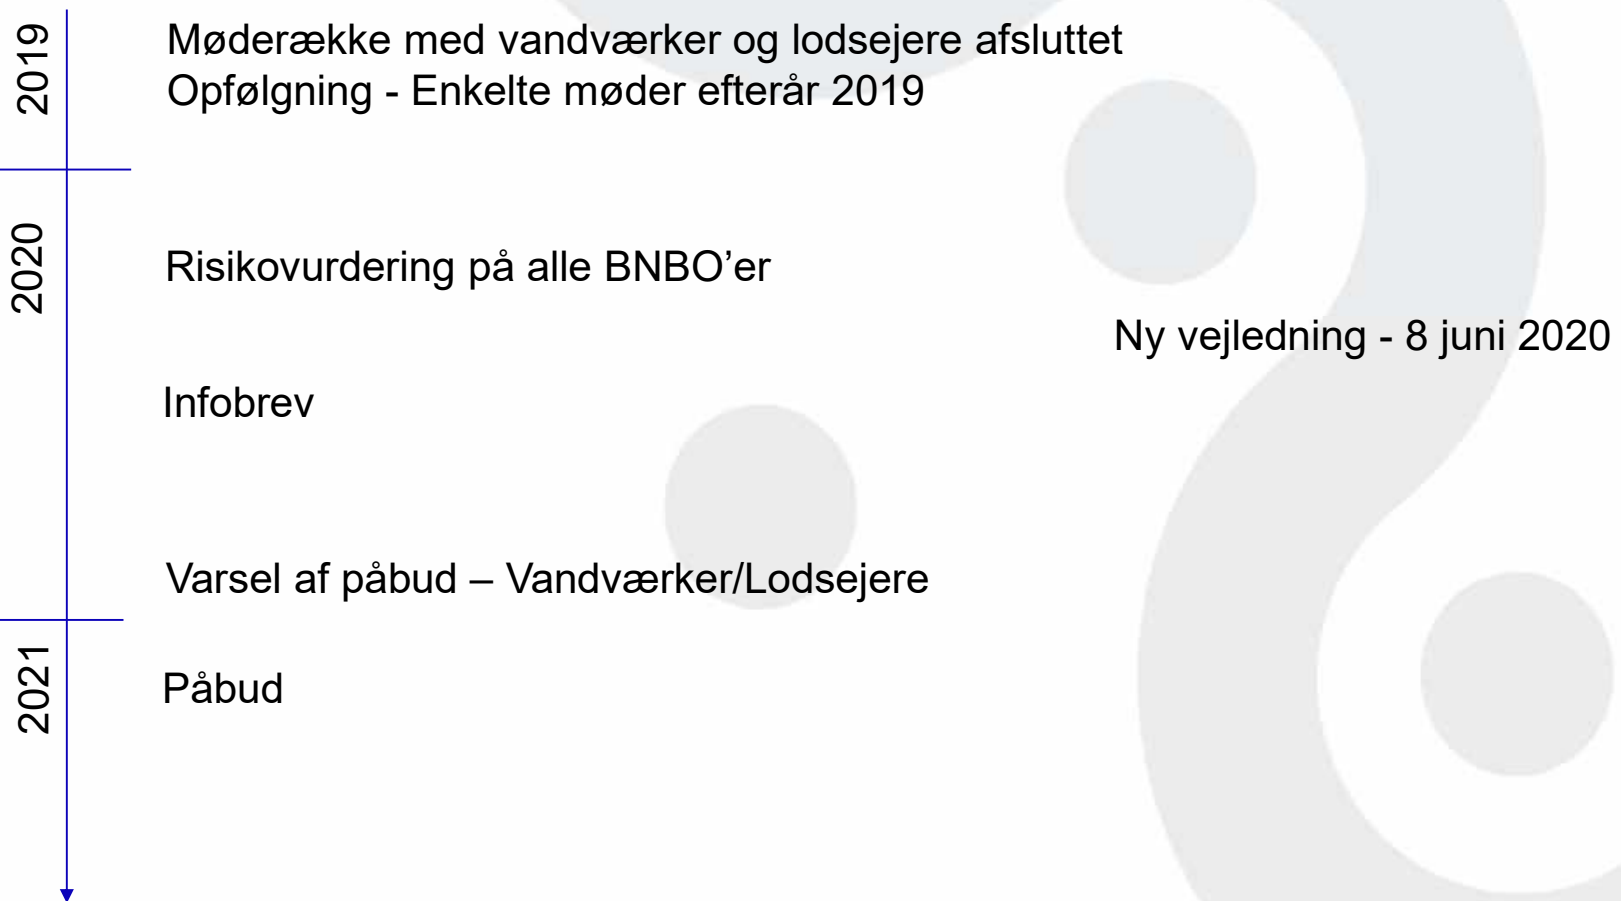 2019
Møderække med vandværker og lodsejere afsluttet
Opfølgning - Enkelte møder efterår 2019
2020
Risikovurdering på alle BNBO’er
Ny vejledning - 8 juni 2020
Infobrev
Varsel af påbud – Vandværker/Lodsejere
2021
Påbud